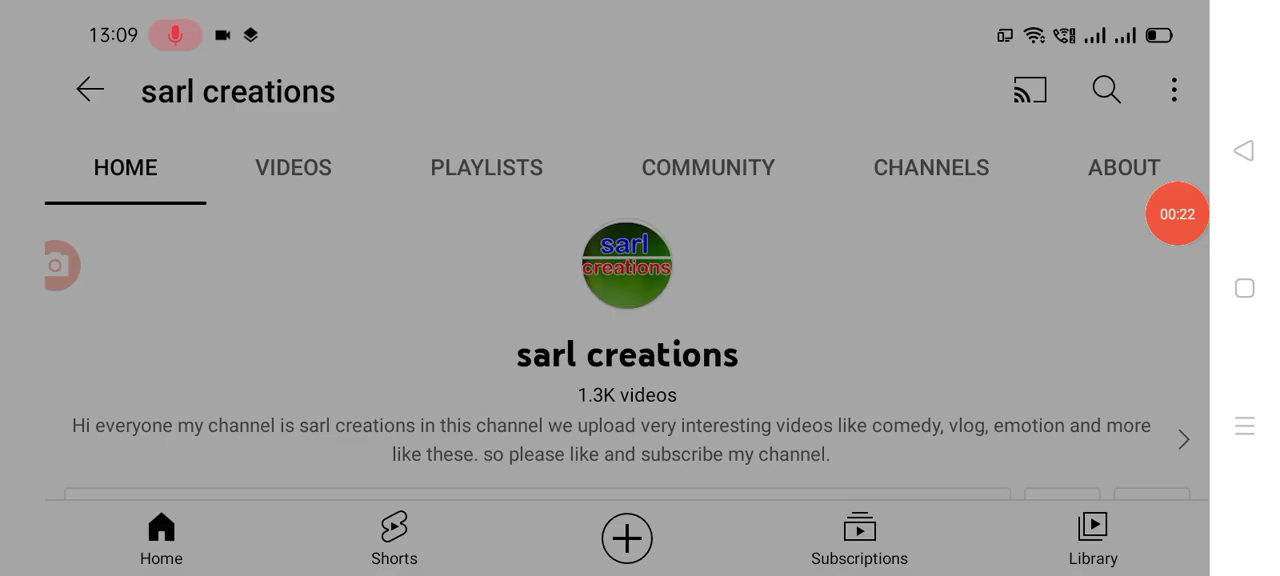 13:09
sarl creations
HOME VIDEOS PLAYLISTS COMMUNITY CHANNELS ABOUT
00:22
sarl
creations
sarl creations
1.3K videos
Hi everyone my channel is sarl creations in this channel we upload very interesting videos like comedy, vlog, emotion and more
like these. so please like and subscribe my channel.
Home Shorts Subscriptions Library